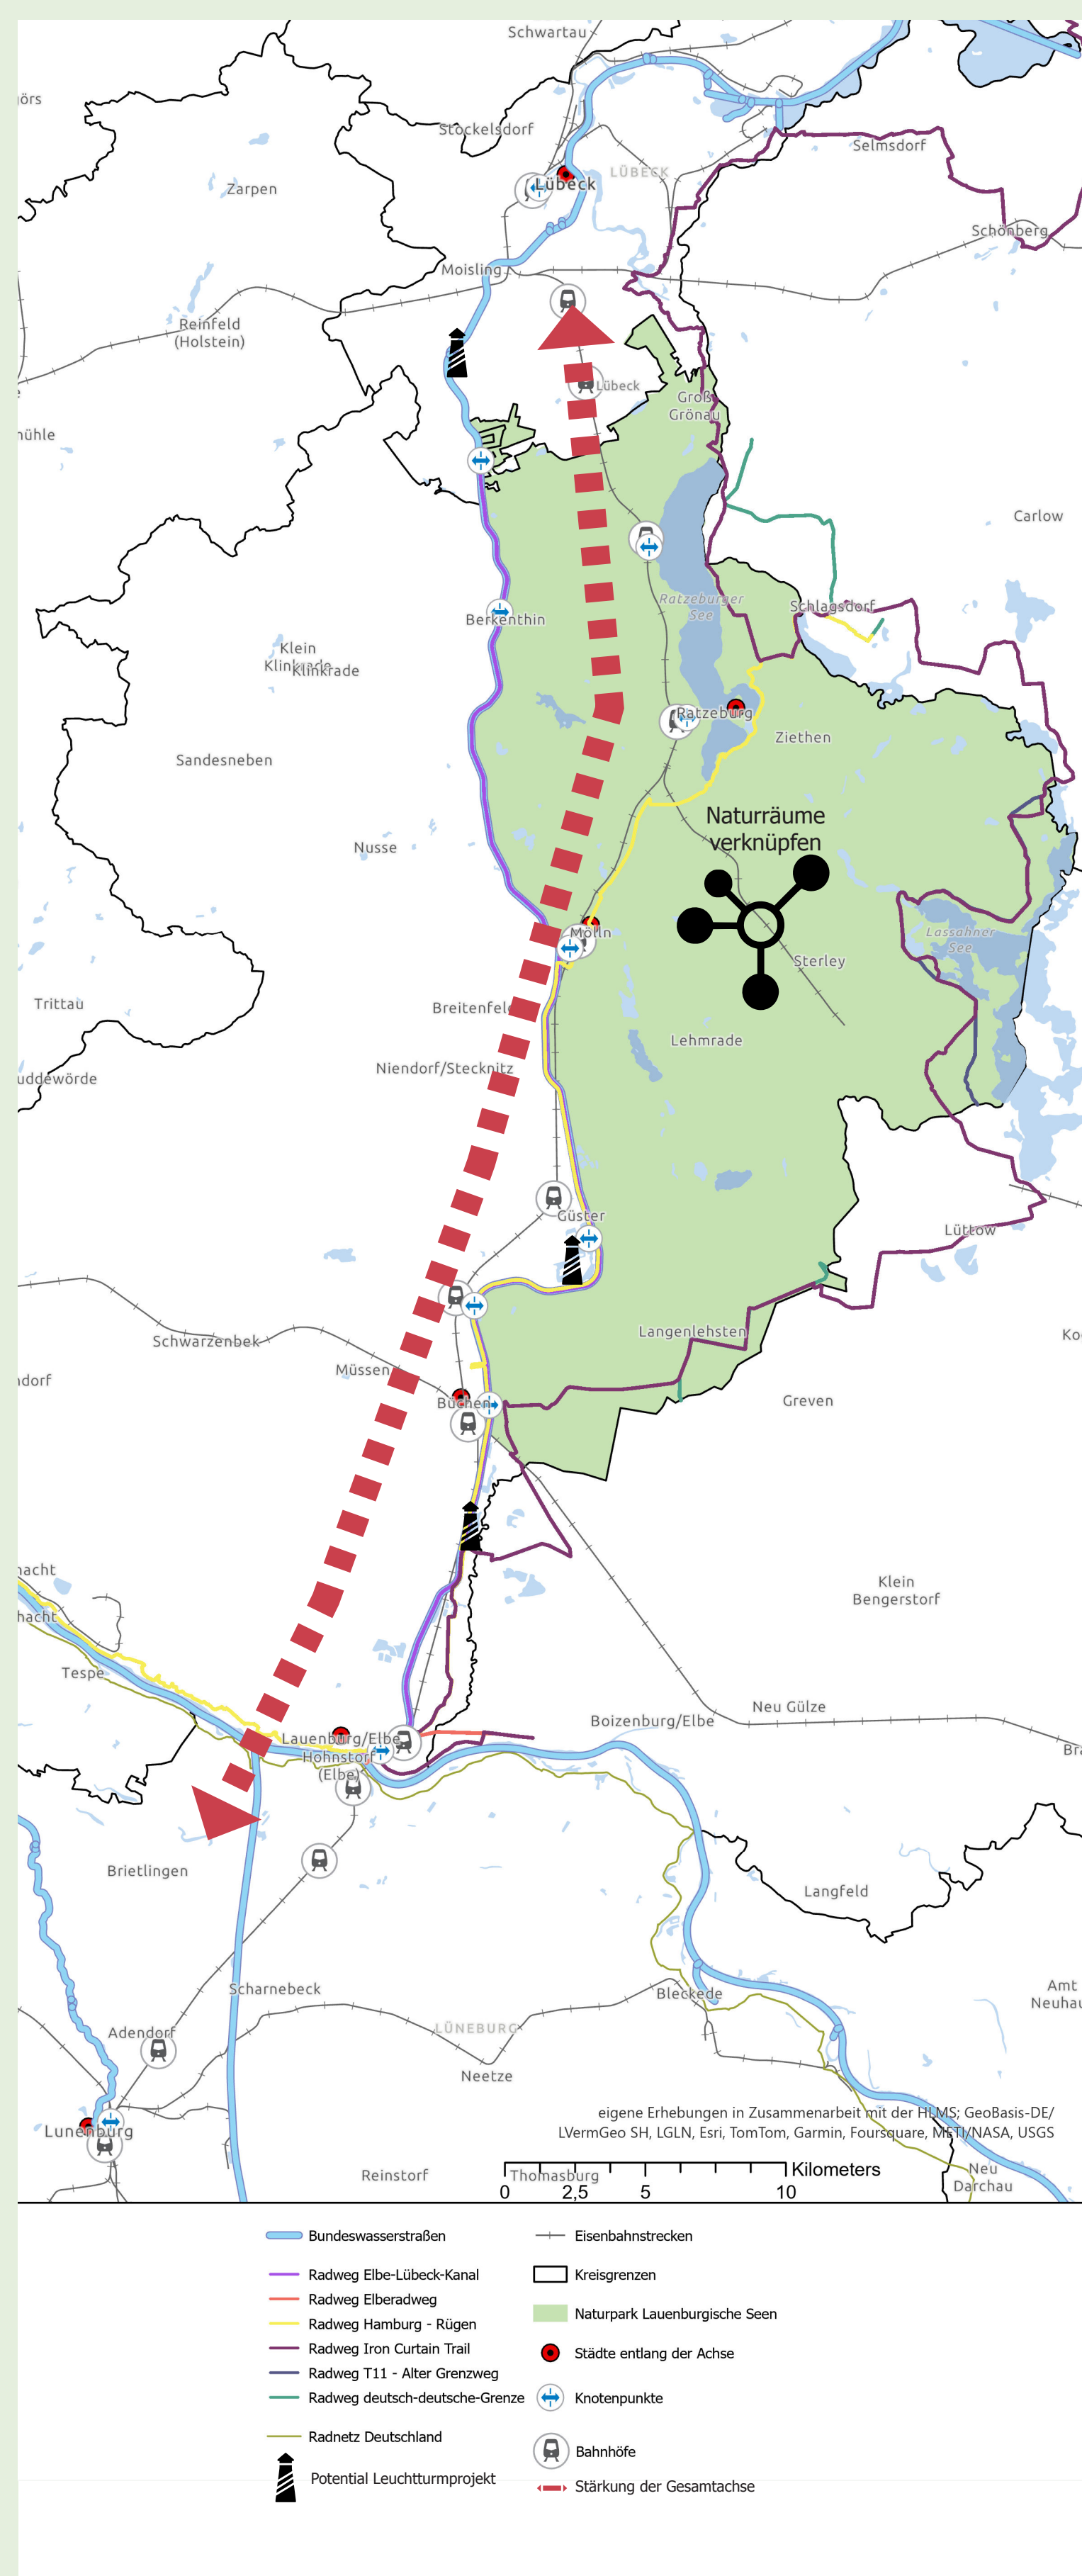 Schwartau
Stockelsdorf
Selmsdorf
LÜBECK
Zarpen
Lübeck
Schönberg
Moisling
Reinfeld
(Holstein)
Lübeck
Groß
Grönau
Carlow
Ratzeburger
See
Schlagsdorf
Berkenthin
Klein
Klinkrade
Klinkrade
Ratzeburg
Ziethen
Sandesneben
Naturräume
verknüpfen
Nusse
Mölln
Lassahner
See
Sterley
Trittau
Lehmrade
Niendorf/Stecknitz
uddewörde
Güster
Lüttow
Langenlehsten
Schwarzenbek
Müssen
Büchen
Greven
Klein
Bengerstorf
hacht
Tespe
Neu Gülze
Boizenburg/Elbe
Lauenburg/Elbe
Hohnstorf
(Elbe)
Brietlingen
Langfeld
Scharnebeck
Bleckede
Amt
Adendorf
LÜNEBURG
Neetze
eigene Erhebungen in Zusammenarbeit mit der HLMS; GeoBasis-DE/
LVermGeo SH, LGLN, Esri, TomTom, Garmin, Foursquare, METI/NASA, USGS
Lunenburg
Reinstorf
Thomasburg
Kilometers
Neu
Darchau
0 2,5 5 10
Bundeswasserstraßen
Eisenbahnstrecken
Radweg Elbe-Lübeck-Kanal
Kreisgrenzen
Radweg Elberadweg
Radweg Hamburg - Rügen
Naturpark Lauenburgische Seen
Radweg Iron Curtain Trail
Städte entlang der Achse
Radweg T11 - Alter Grenzweg
Radweg deutsch-deutsche-Grenze
Knotenpunkte
Radnetz Deutschland
Bahnhöfe
Potential Leuchtturmprojekt
Stärkung der Gesamtachse